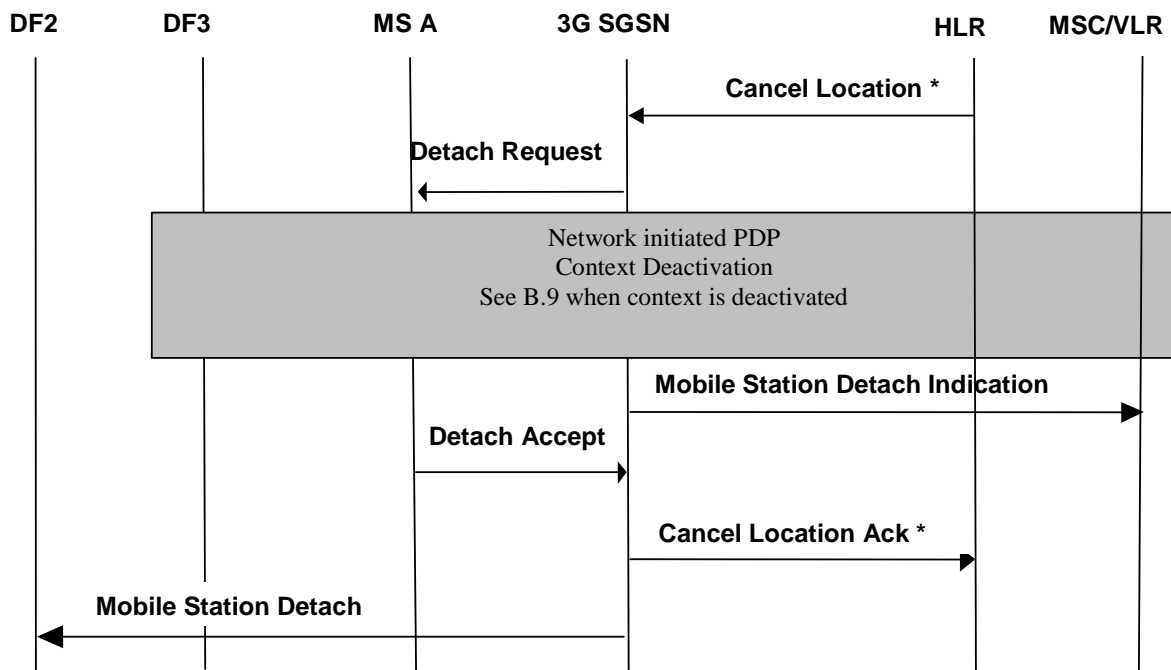 DF2 DF3 MS A 3G SGSN HLR MSC/VLR
Cancel Location *
Detach Request
Network initiated PDP
Context Deactivation
See B.9 when context is deactivated
Mobile Station Detach Indication
Detach Accept
Cancel Location Ack *
Mobile Station Detach